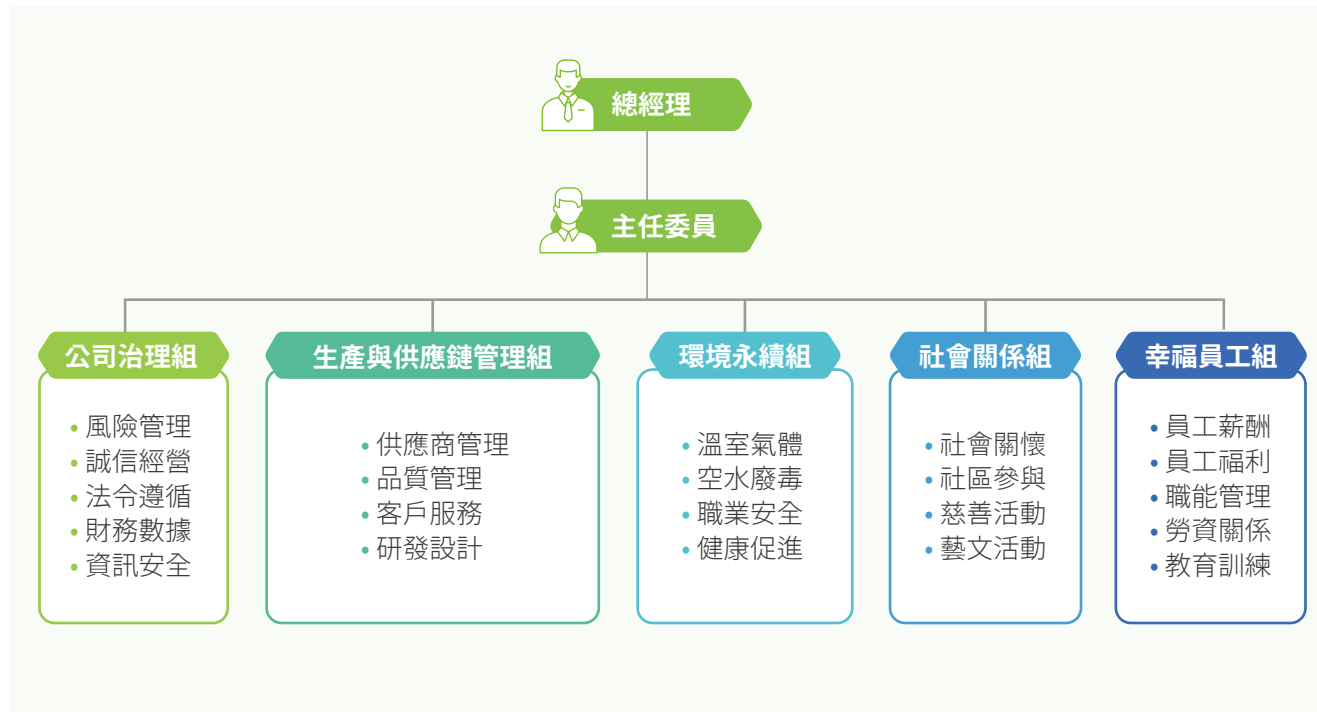 總經理
主任委員
公司治理組
• 風險管理
• 誠信經營
• 法令遵循
• 財務數據
• 資訊安全
生產與供應鏈管理組
• 供應商管理
• 品質管理
• 客戶服務
• 研發設計
環境永續組
• 溫室氣體
• 空水廢毒
• 職業安全
• 健康促進
社會關係組
• 社會關懷
• 社區參與
• 慈善活動
• 藝文活動
幸福員工組
• 員工薪酬
• 員工福利
• 職能管理
• 勞資關係
• 教育訓練